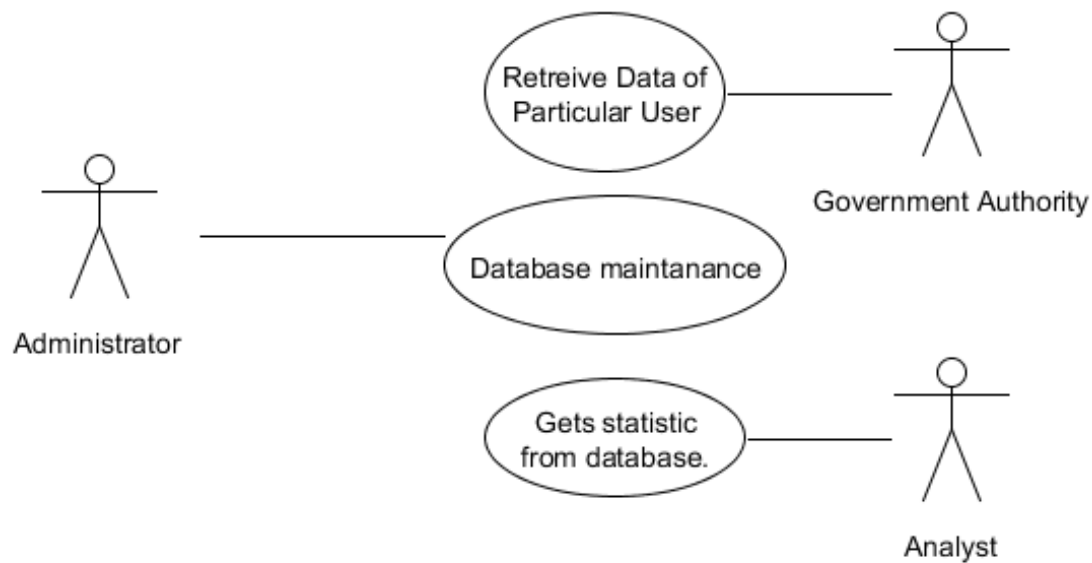 Retreive Data of
Particular User
Government Authority
Database maintanance
Administrator
Gets statistic
from database.
Analyst